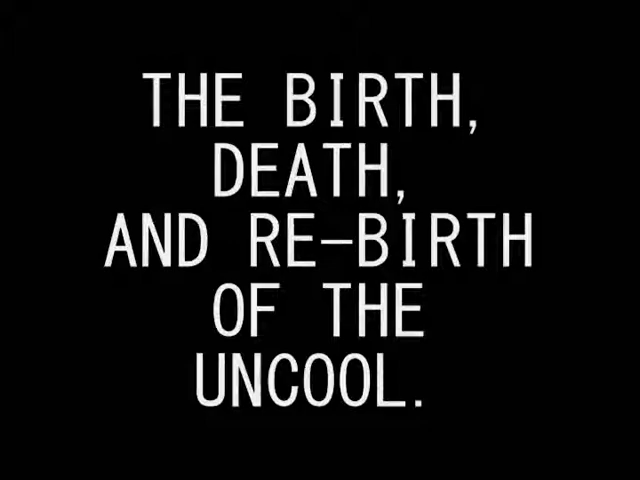 THE BIRTH,
DEATH,
AND RE-BIRTH
OF THE
UNCOOL.